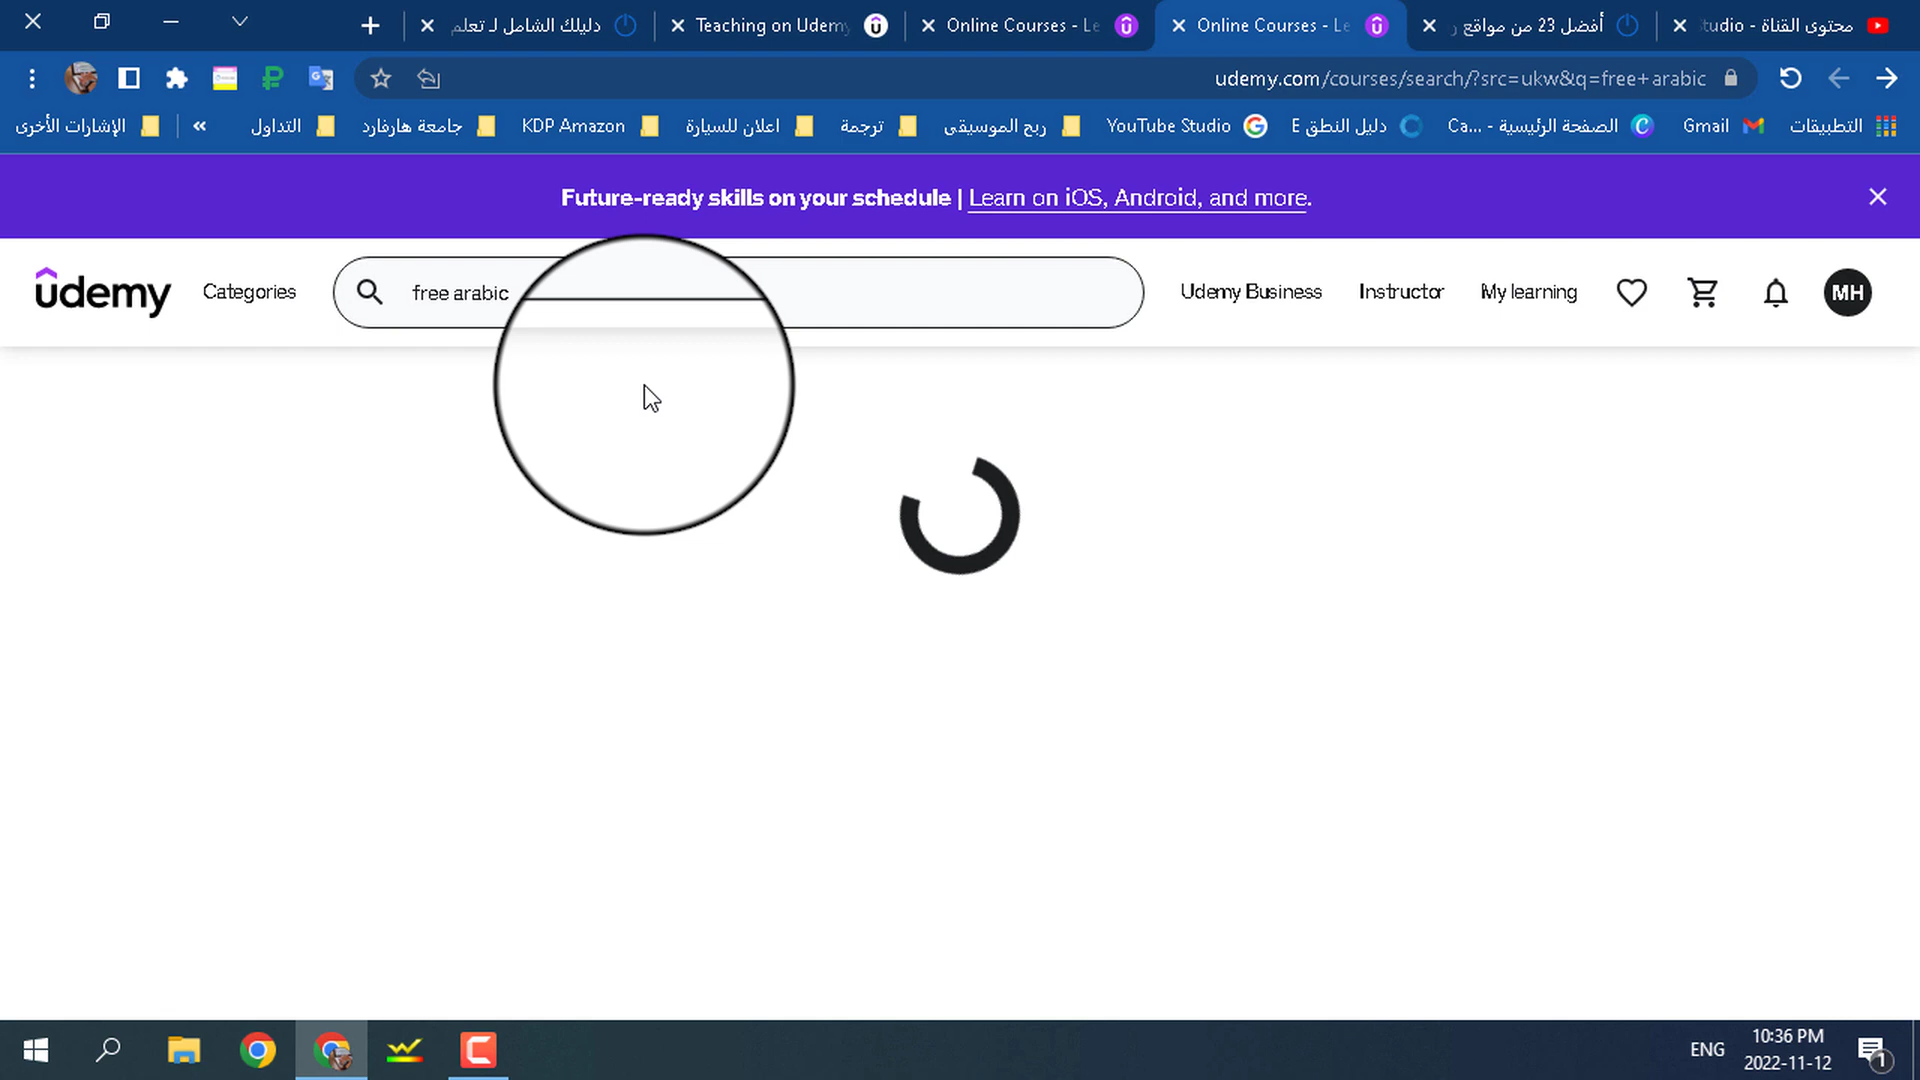 دليلك الشامل لـ تعلم
Teaching on Udemy
Online Courses - Le
Online Courses - Le
أفضل 23 من مواقع
محتوى القناة - tudio
udemy.com/courses/search/?src=ukw&q=free+arabic
الإشارات الأخرى
»
التداول
جامعة هارفارد
KDP Amazon
اعلان للسيارة
ترجمة
ربح الموسيقى
YouTube Studio
دليل النطق E
الصفحة الرئيسية - Ca...
Gmail
التطبيقات
Future-ready skills on your schedule | Learn on iOS, Android, and more.
udemy
Categories
free arabic
Udemy Business
Instructor
My learning
MH
ENG
10:36 PM
2022-11-12
1